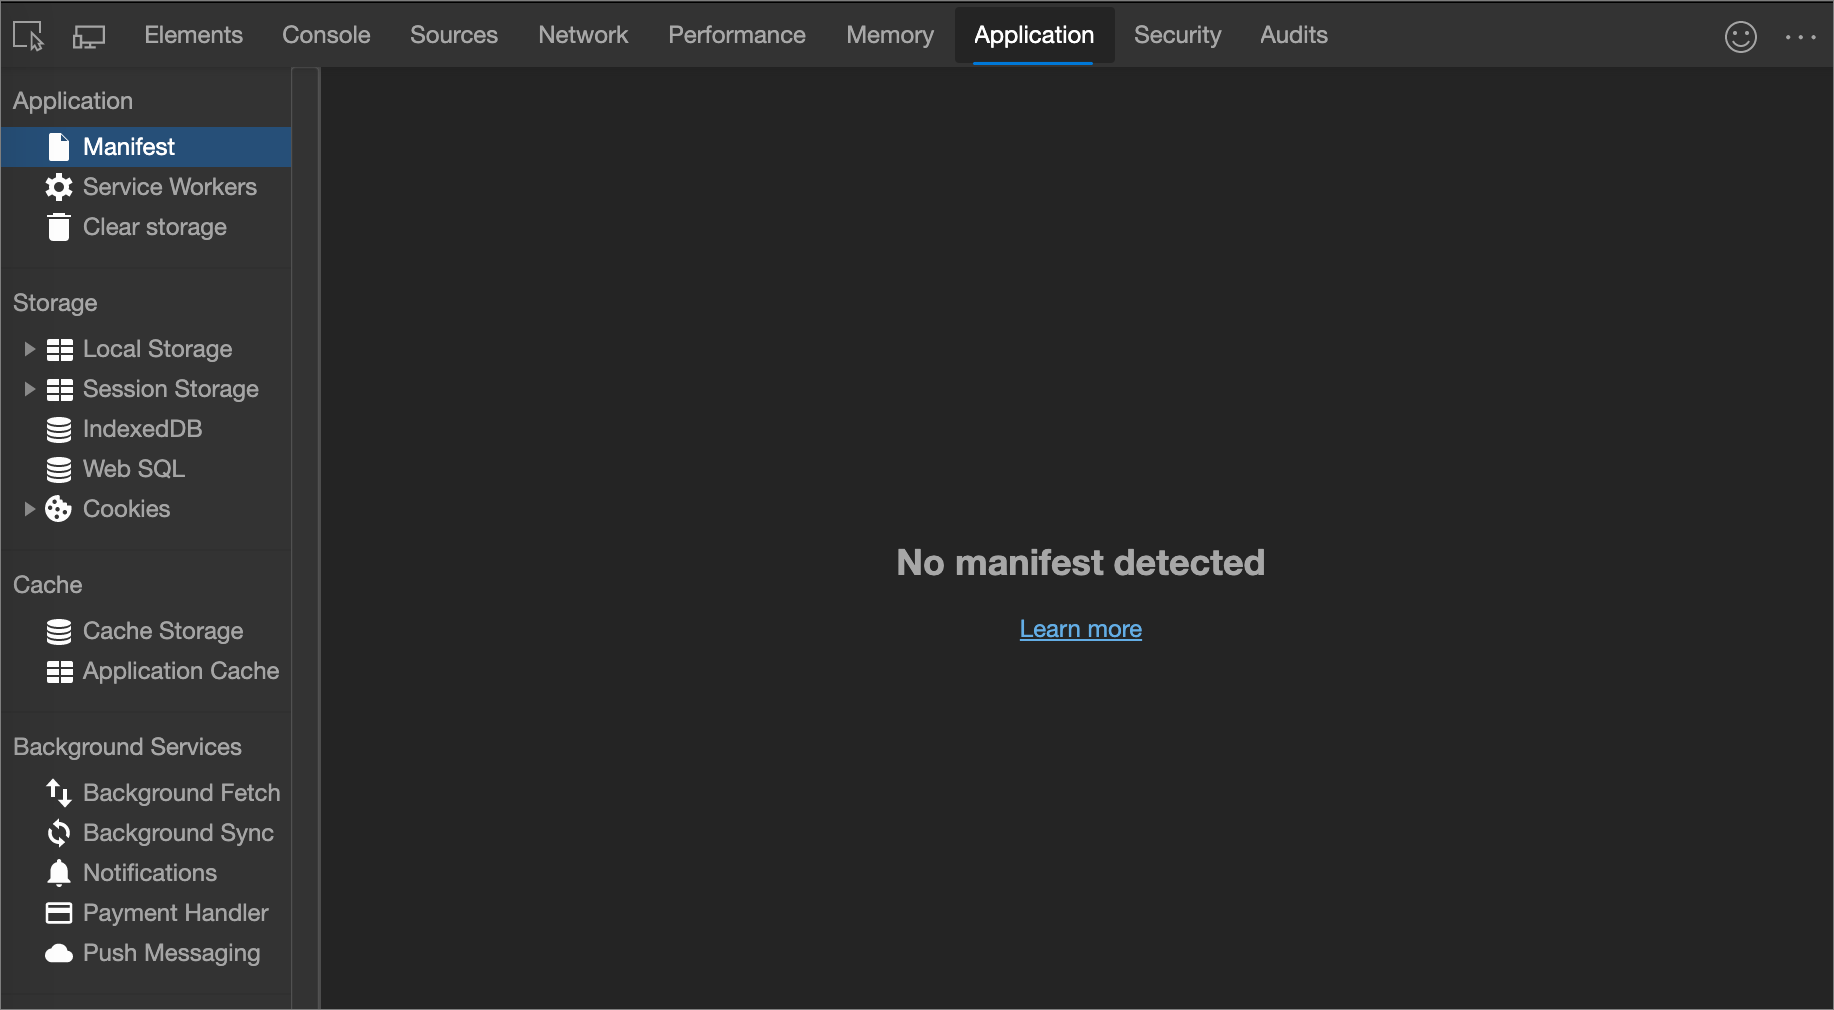 Elements Console Sources Network Performance Memory Application Security Audits
Application
Manifest
Service Workers
Clear storage
Storage
Local Storage
Session Storage
IndexedDB
Web SQL
Cookies
Cache
Cache Storage
Application Cache
Background Services
Background Fetch
Background Sync
Notifications
Payment Handler
Push Messaging
No manifest detected
Learn more